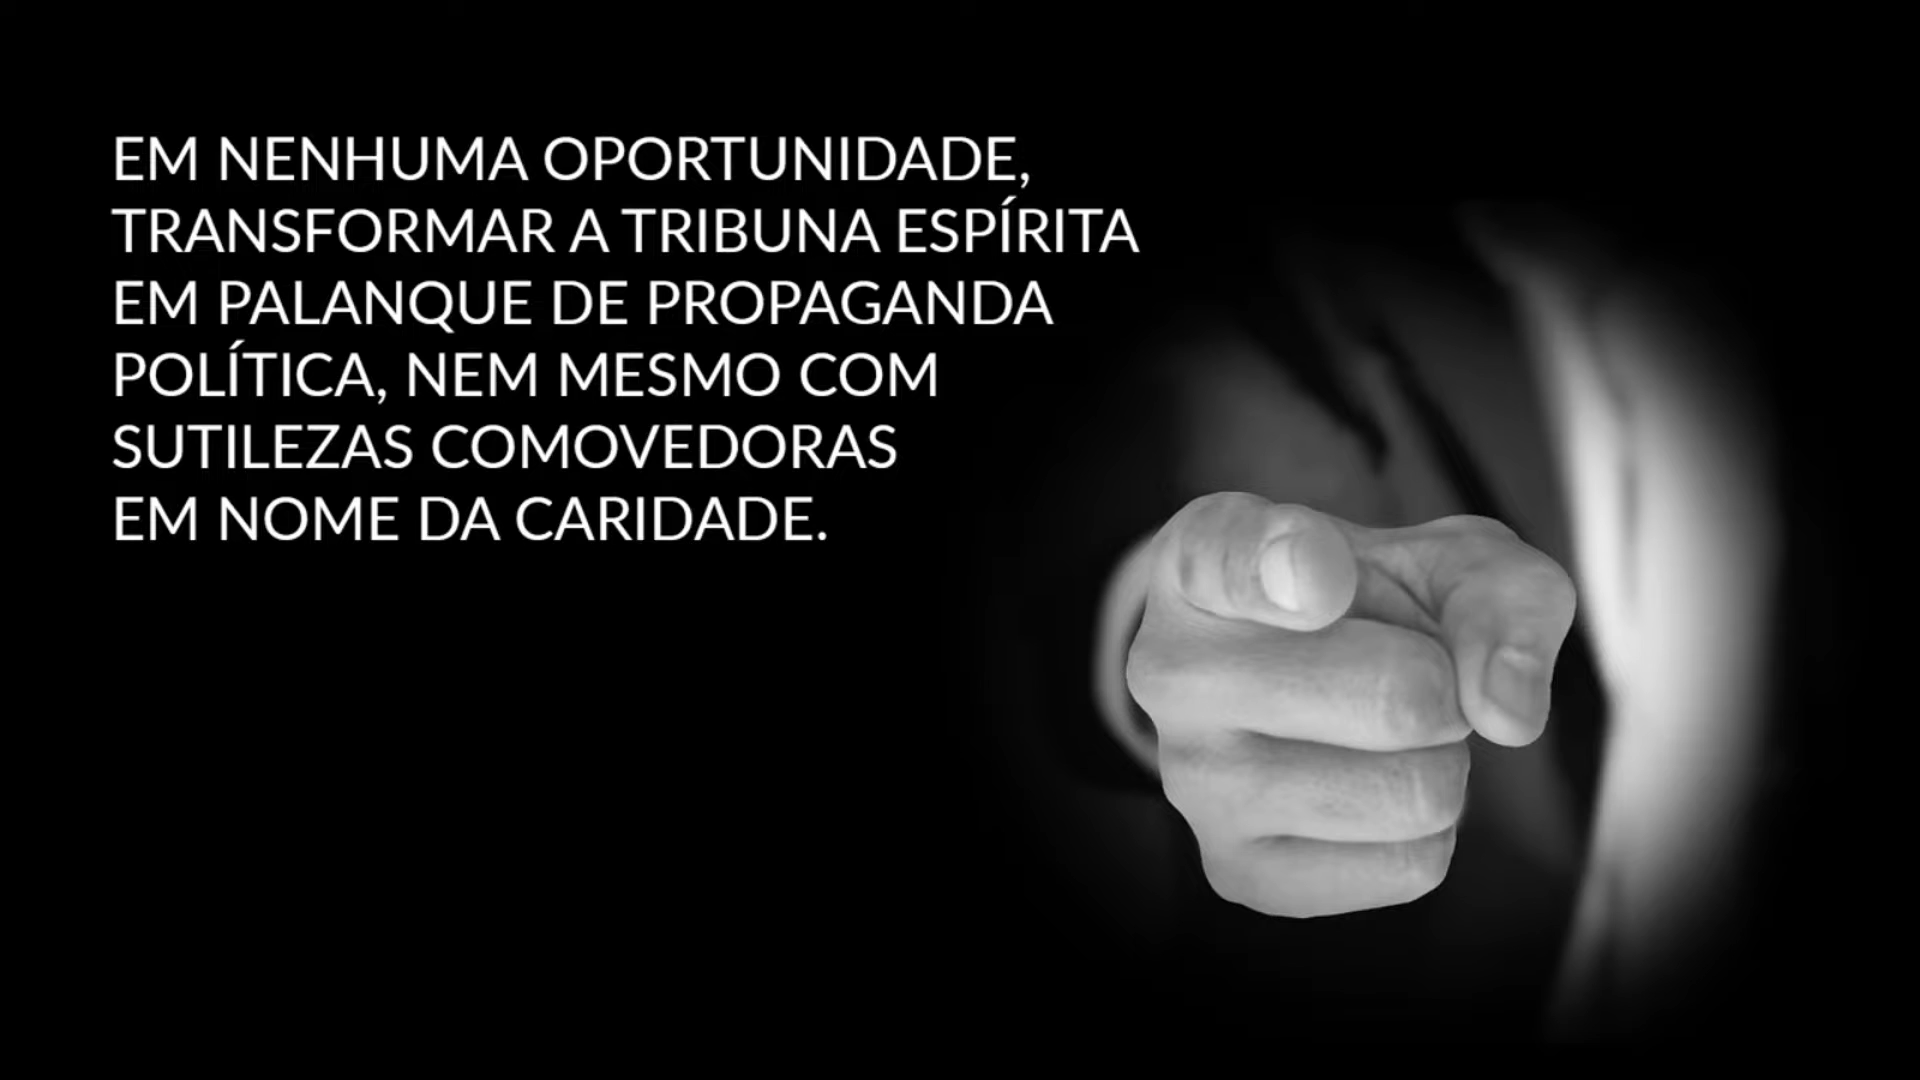 EM NENHUMA OPORTUNIDADE,
TRANSFORMAR A TRIBUNA ESPÍRITA
EM PALANQUE DE PROPAGANDA
POLÍTICA, NEM MESMO COM
SUTILEZAS COMOVEDORAS
EM NOME DA CARIDADE.